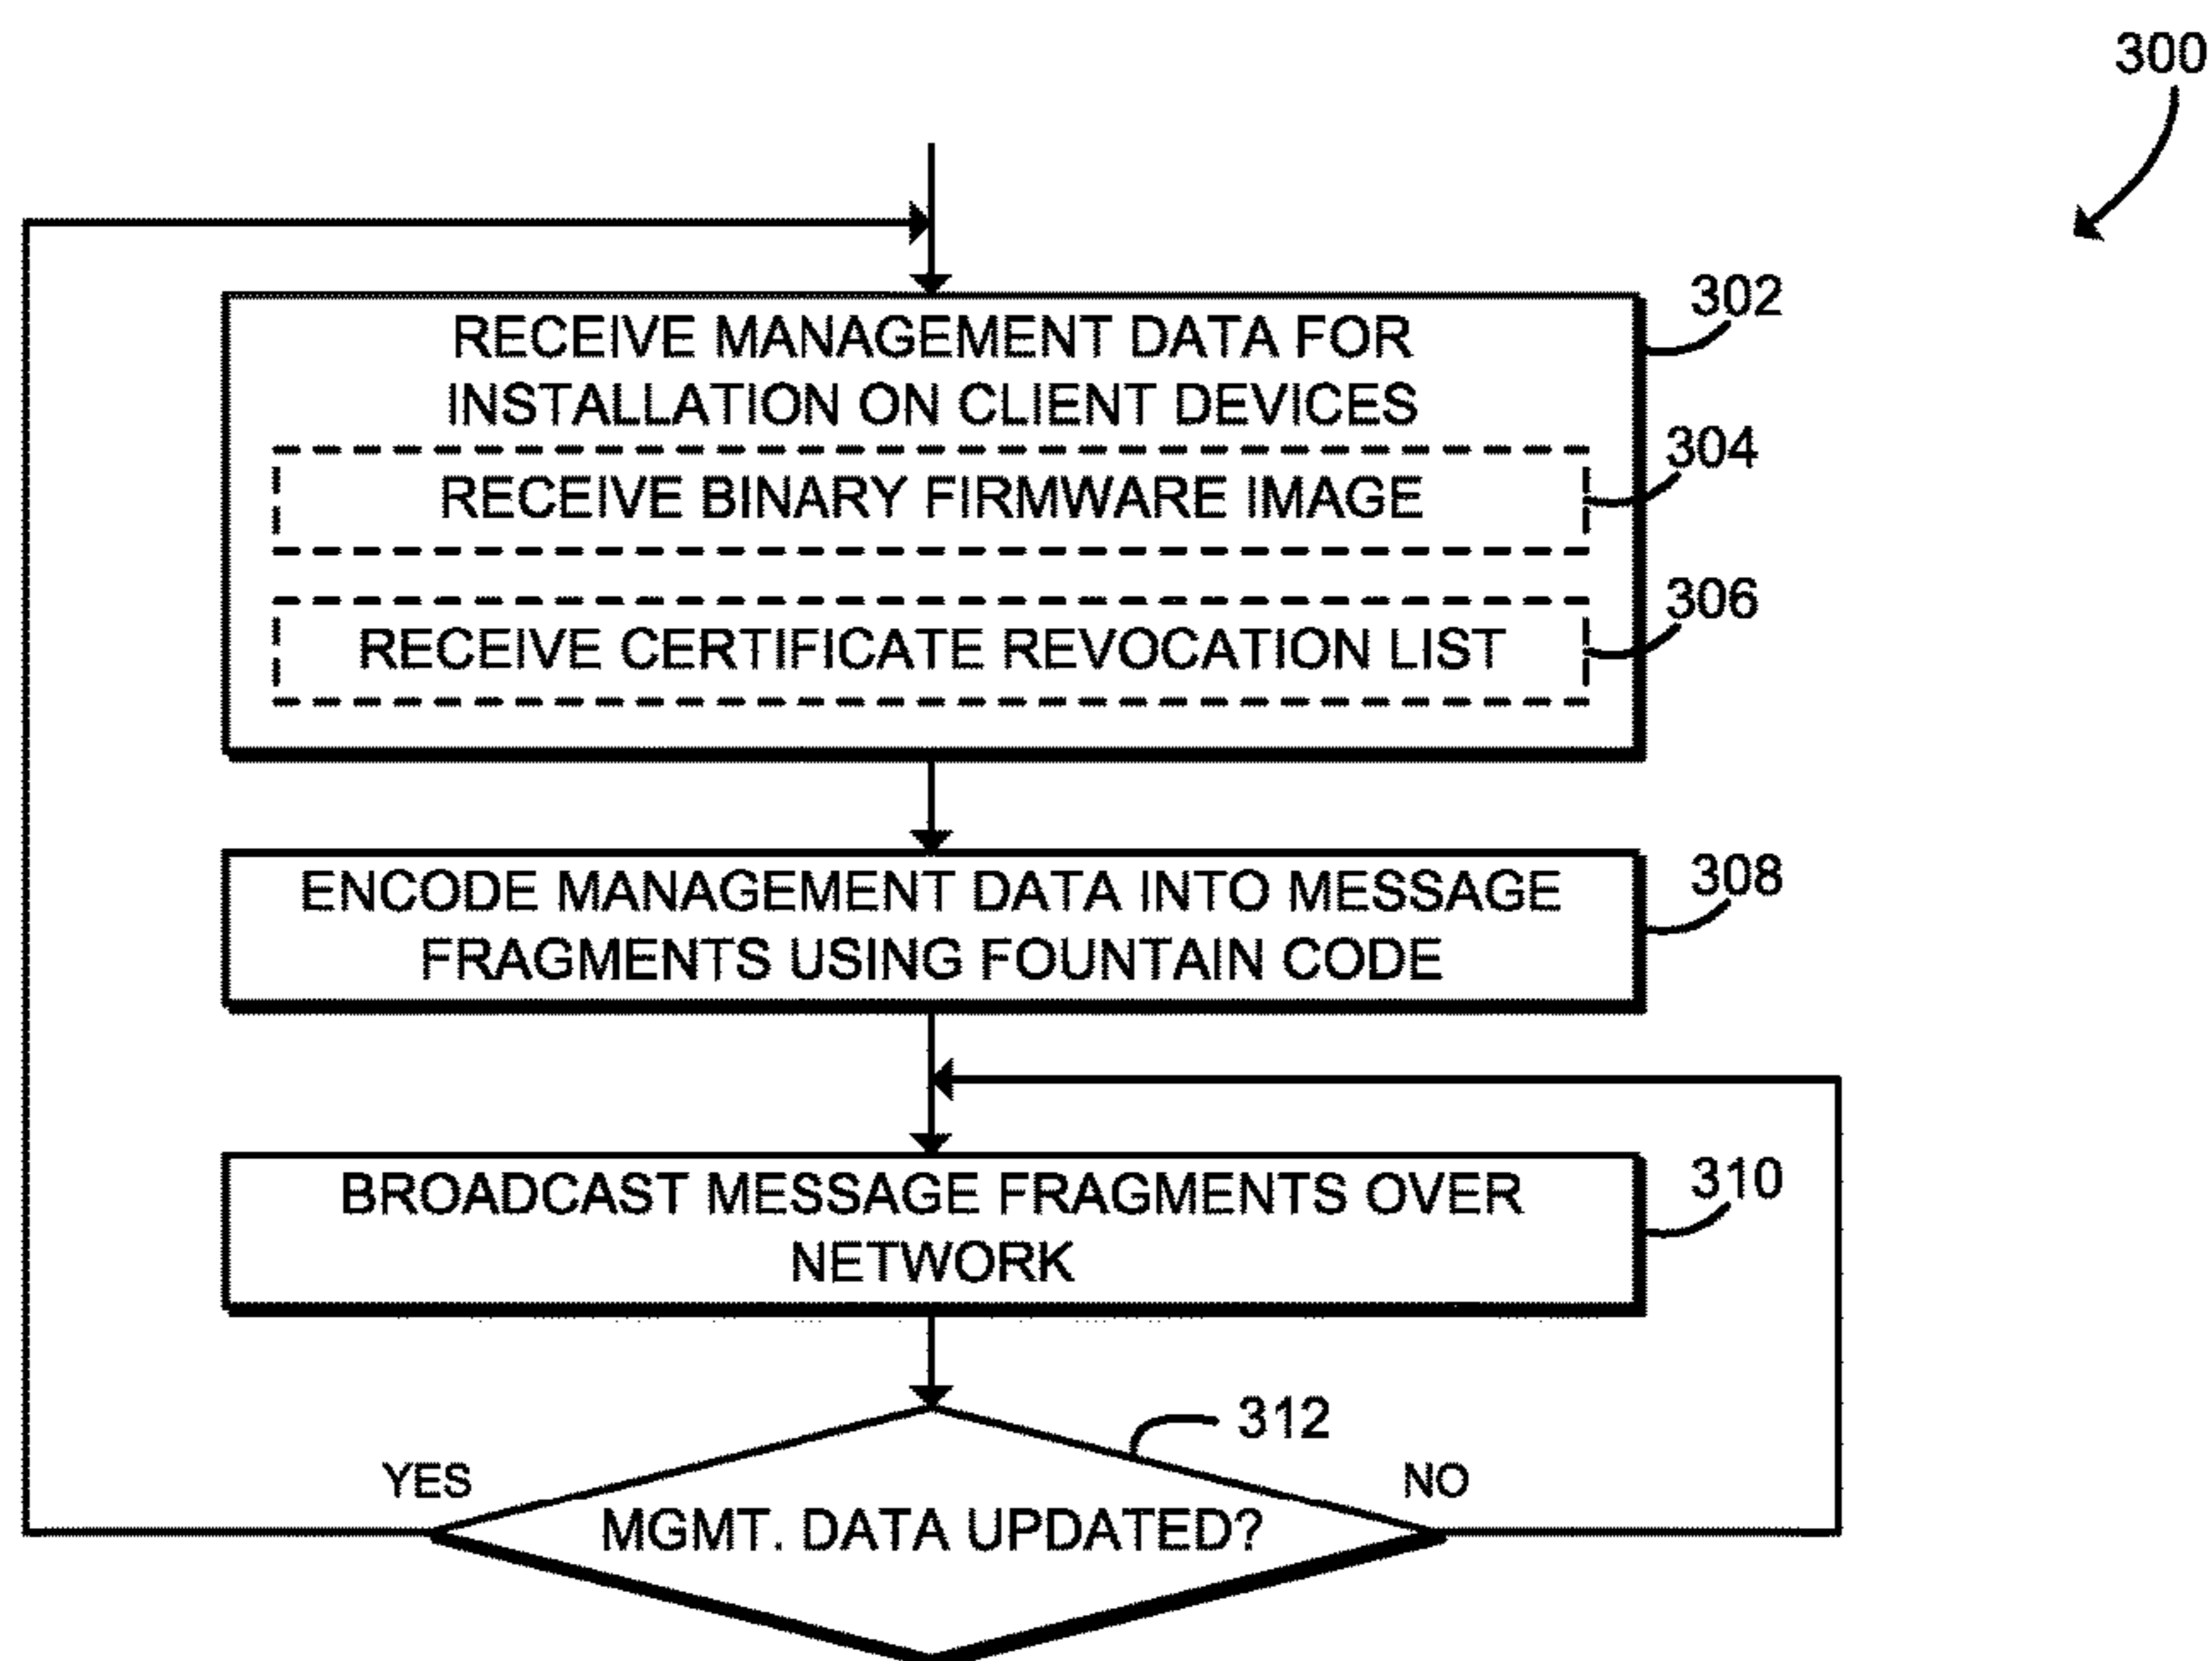 300
302
RECEIVE MANAGEMENT DATA FOR
INSTALLATION ON CLIENT DEVICES
304
RECEIVE BINARY FIRMWARE IMAGE
306
RECEIVE CERTIFICATE REVOCATION LIST
308
ENCODE MANAGEMENT DATA INTO MESSAGE
FRAGMENTS USING FOUNTAIN CODE
310
BROADCAST MESSAGE FRAGMENTS OVER
NETWORK
312
YES
NO
MGMT. DATA UPDATED?